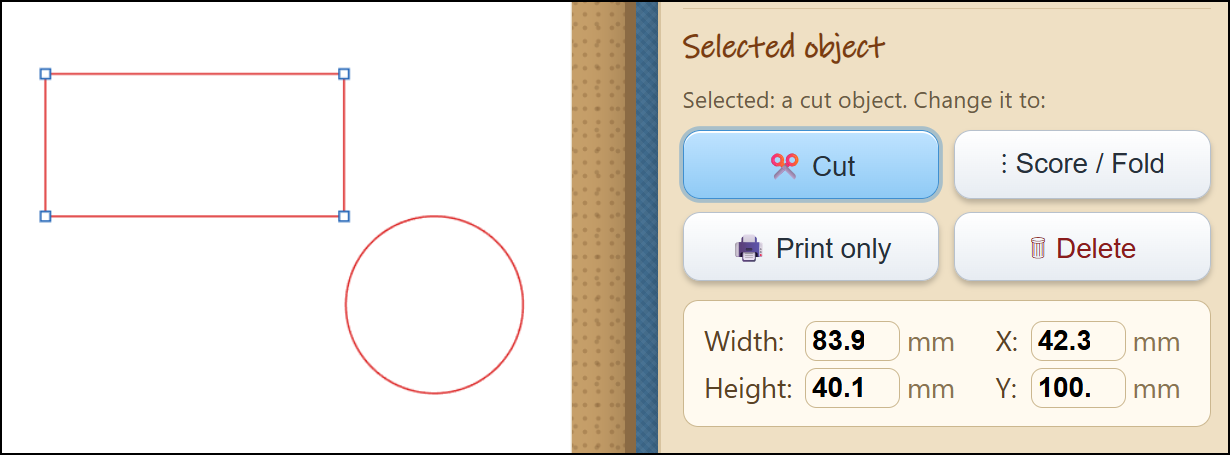 Selected object
Selected: a cut object. Change it to:
Cut
⋮ Score / Fold
Print only
Delete
Width: 83.9 mm X: 42.3 mm
Height: 40.1 mm Y: 100. mm